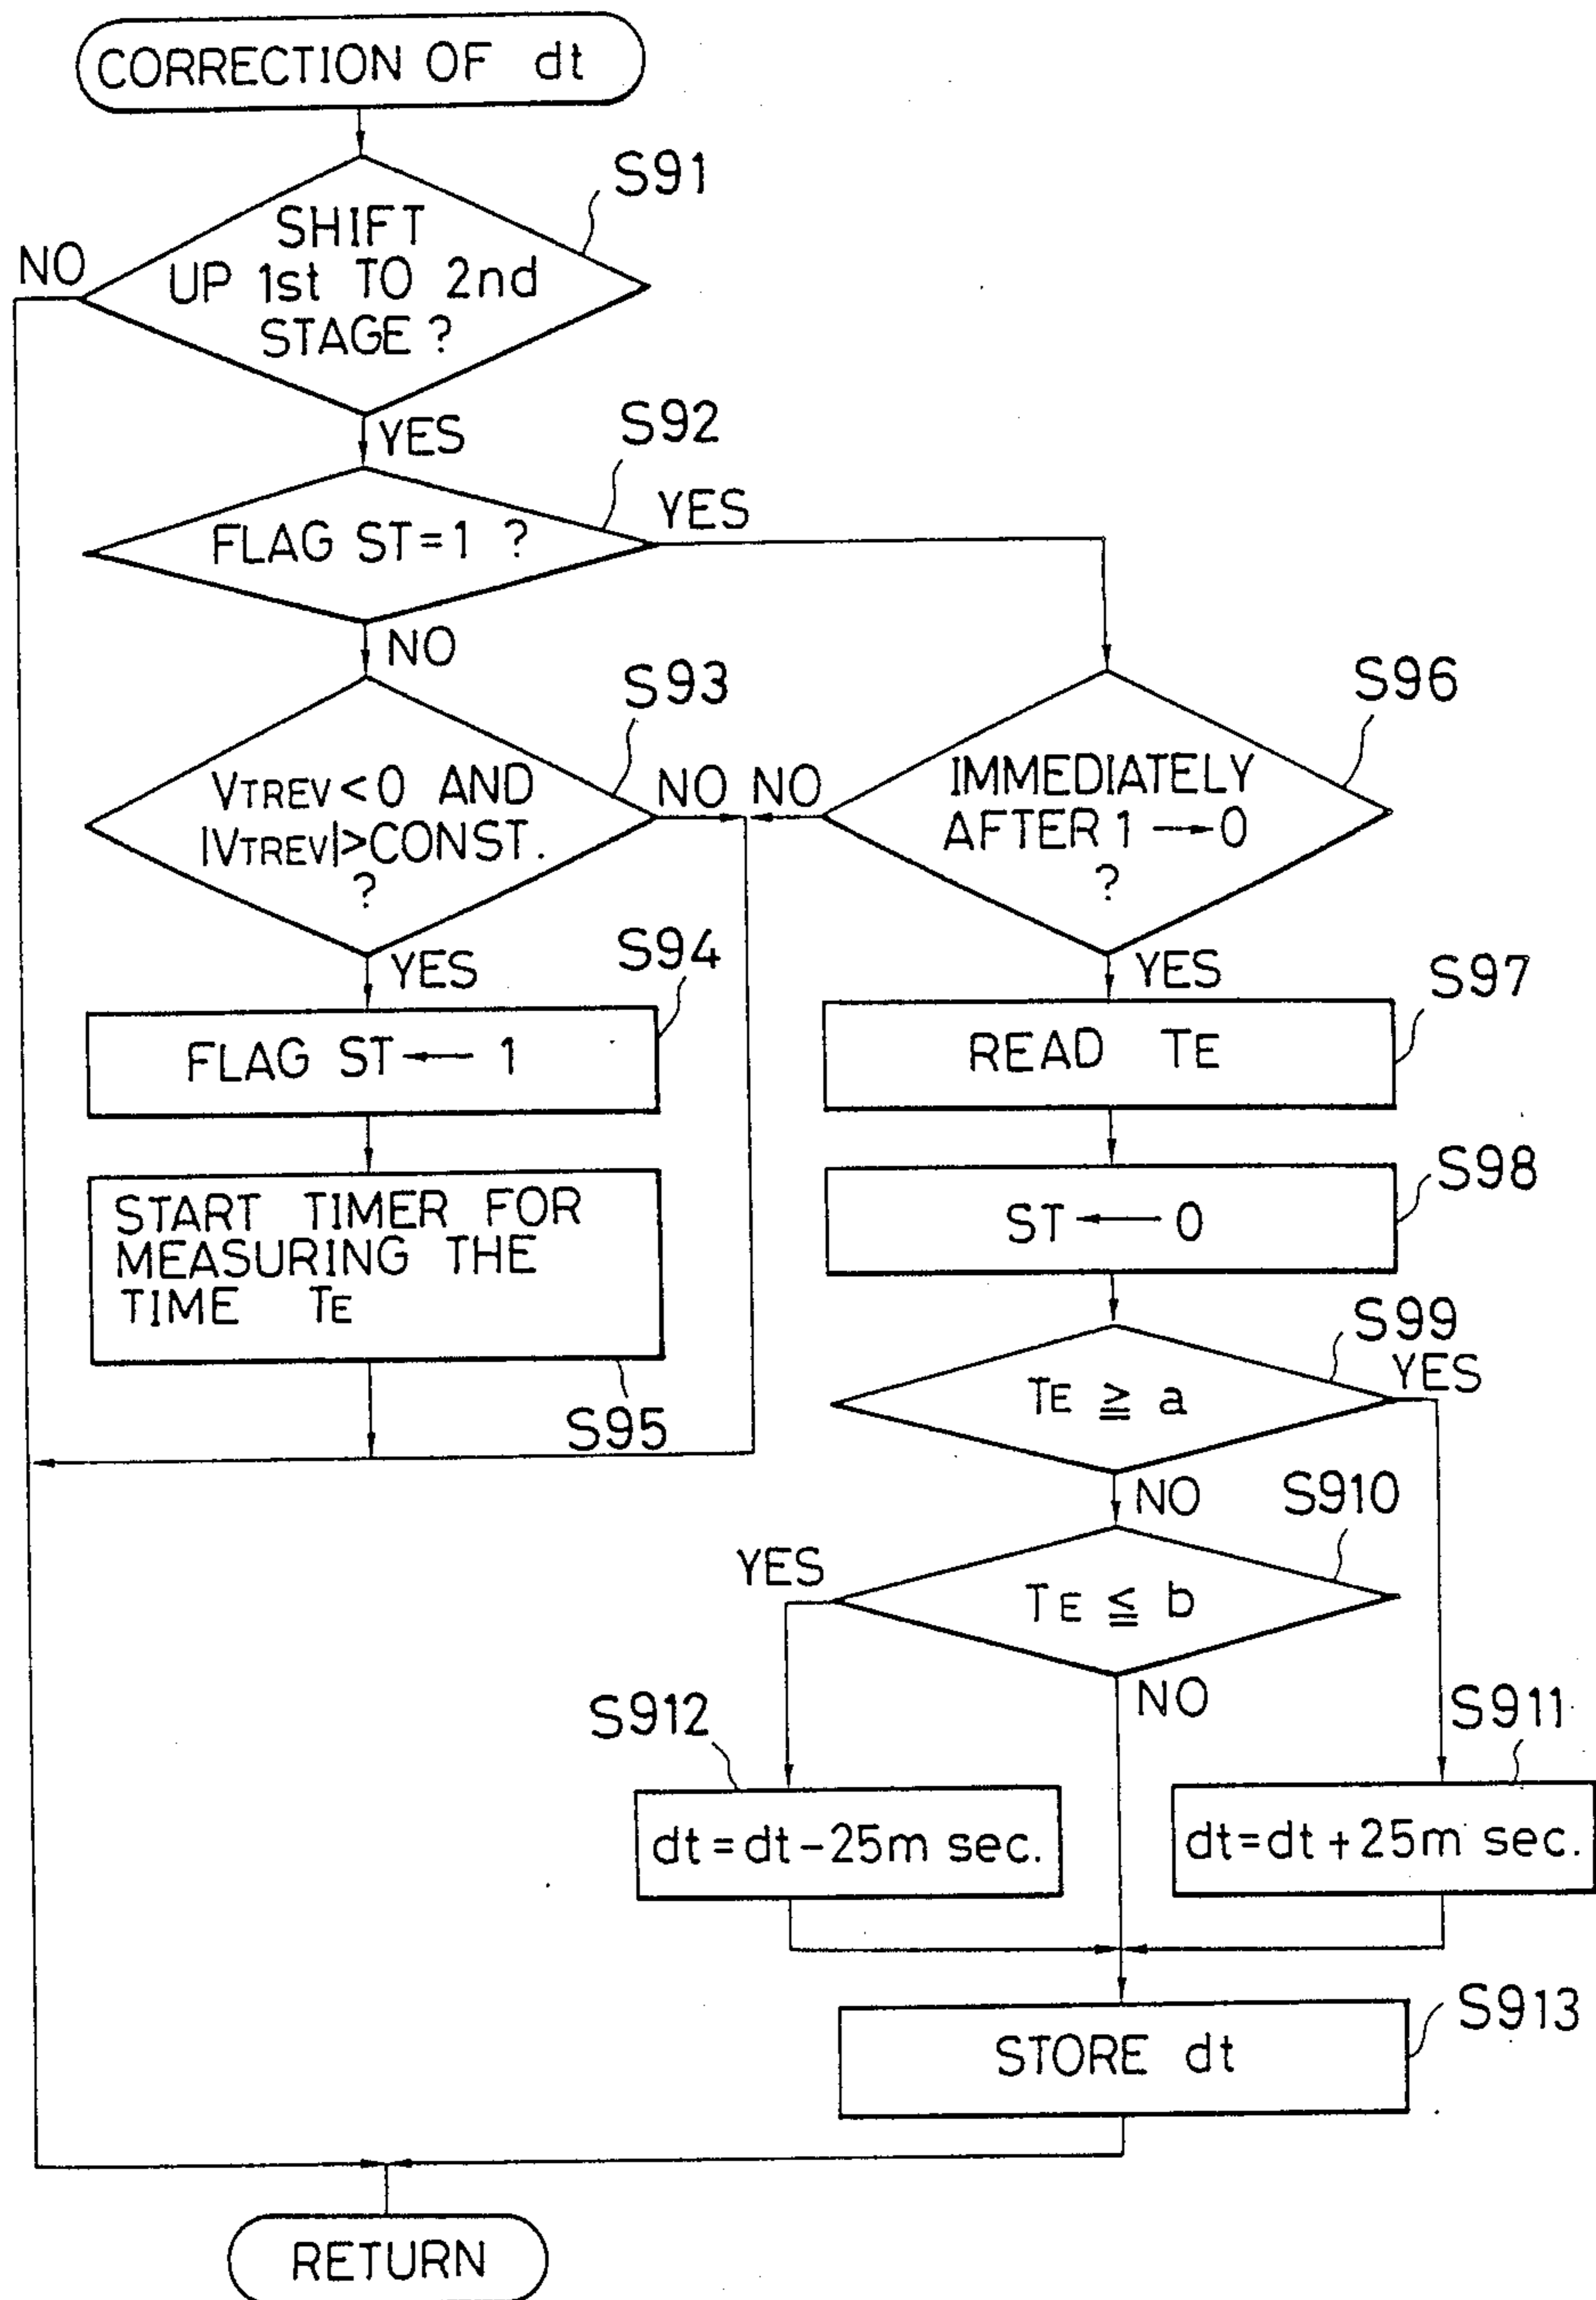 CORRECTION OF dt
S91
SHIFT
UP 1st TO 2nd
STAGE ?
NO
YES
S92
FLAG ST=1 ?
YES
NO
S93
VTREV<0 AND
|VTREV|>CONST.
?
NO
NO
S96
IMMEDIATELY
AFTER 1→0
?
YES
S94
FLAG ST← 1
YES
S97
READ TE
START TIMER FOR
MEASURING THE
TIME TE
S95
S98
ST← 0
S99
TE ≧ a
YES
NO
S910
TE ≦ b
YES
NO
S912
dt=dt-25m sec.
S911
dt=dt+25m sec.
S913
STORE dt
RETURN